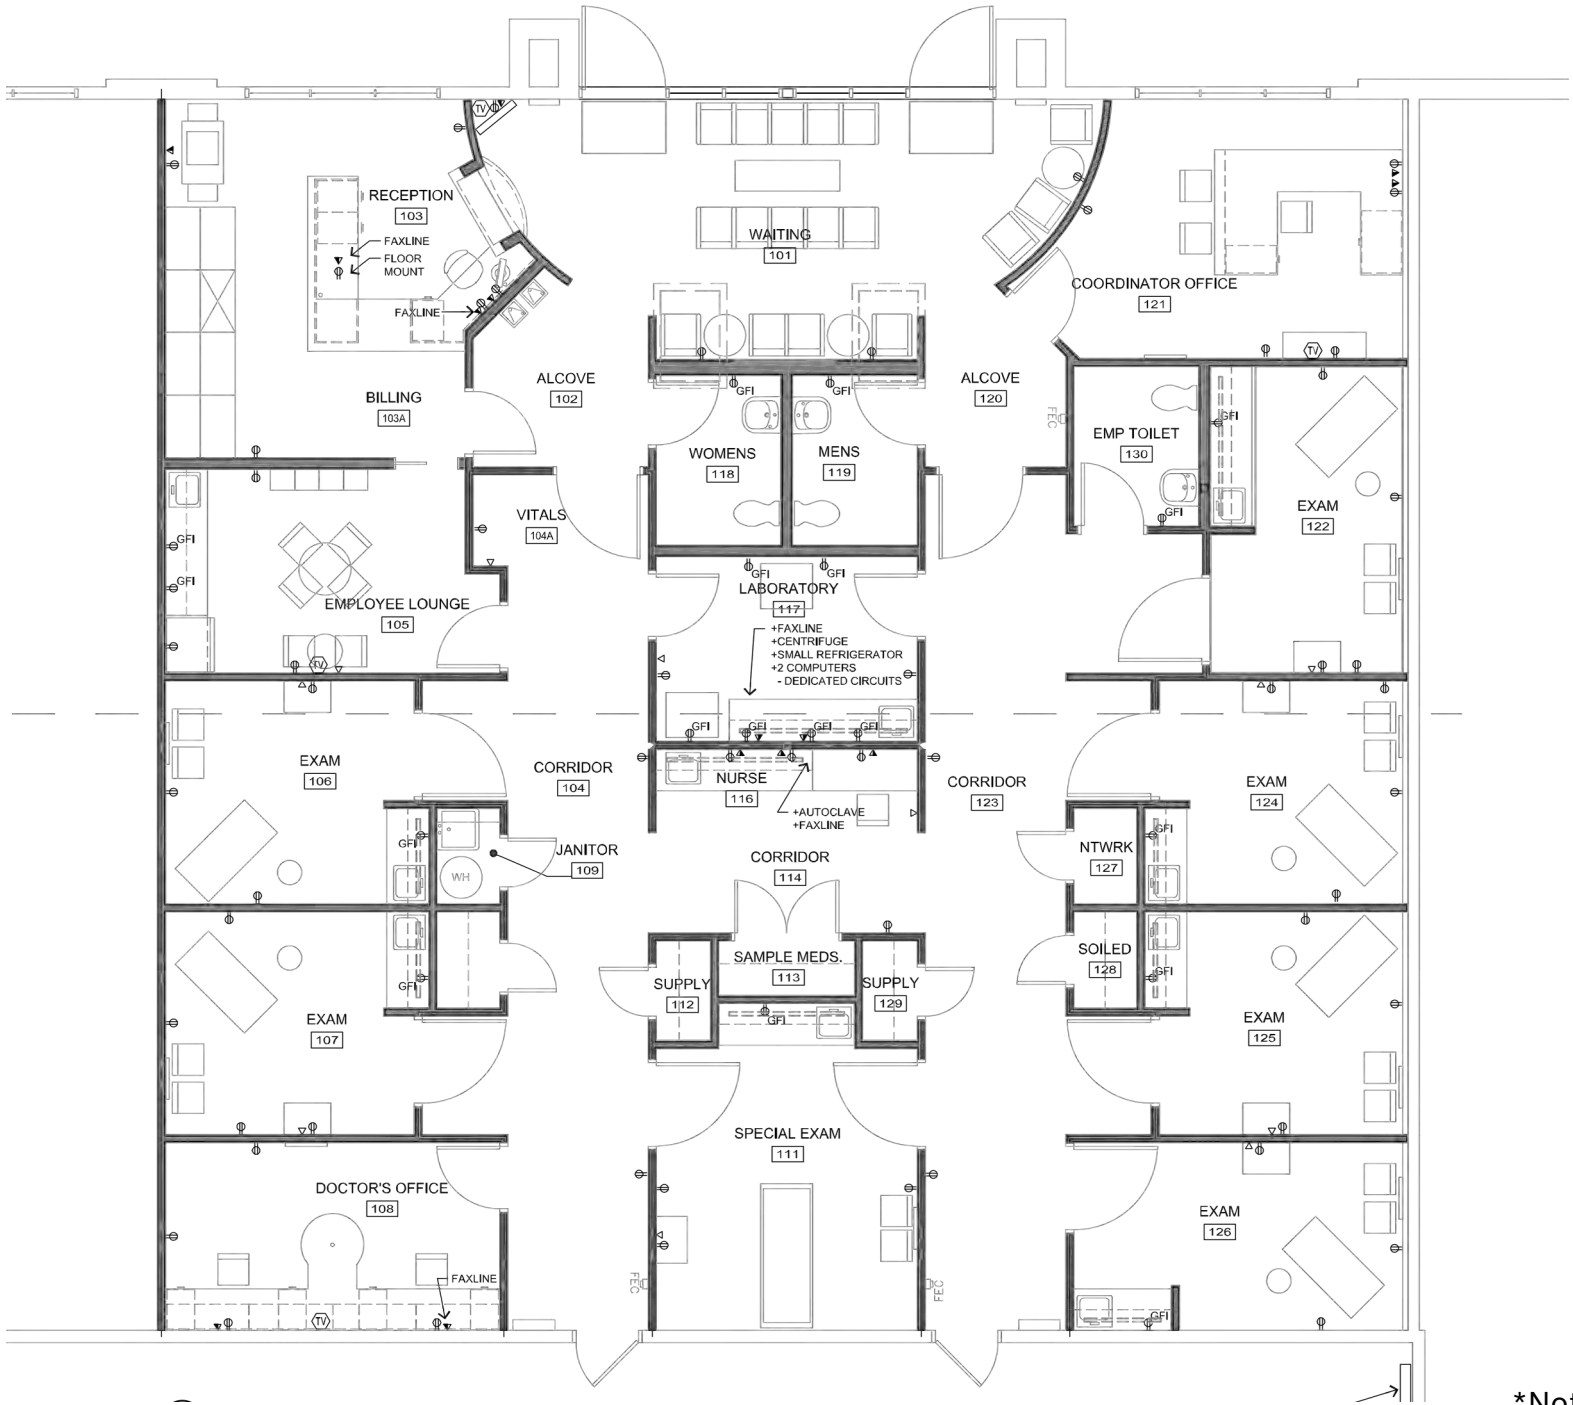 TV
RECEPTION
103
FAXLINE
FLOOR
MOUNT
FAXLINE
WAITING
101
COORDINATOR OFFICE
121
TV
BILLING
103A
ALCOVE
102
GFI
GFI
ALCOVE
120
FEC
WOMENS
118
MENS
119
EMP TOILET
130
GFI
GFI
EXAM
122
VITALS
104A
GFI
GFI
EMPLOYEE LOUNGE
105
TV
GFI
GFI
LABORATORY
117
+FAXLINE
+CENTRIFUGE
+SMALL REFRIGERATOR
+2 COMPUTERS
- DEDICATED CIRCUITS
GFI
GFI
GFI
GFI
EXAM
106
CORRIDOR
104
NURSE
116
+AUTOCLAVE
+FAXLINE
CORRIDOR
123
EXAM
124
GFI
JANITOR
109
WH
CORRIDOR
114
NTWRK
127
GFI
GFI
SUPPLY
112
SAMPLE MEDS.
113
SUPPLY
129
SOILED
128
GFI
GFI
EXAM
107
EXAM
125
SPECIAL EXAM
111
DOCTOR'S OFFICE
108
EXAM
126
FAXLINE
TV
FEC
FEC
GFI
*Not